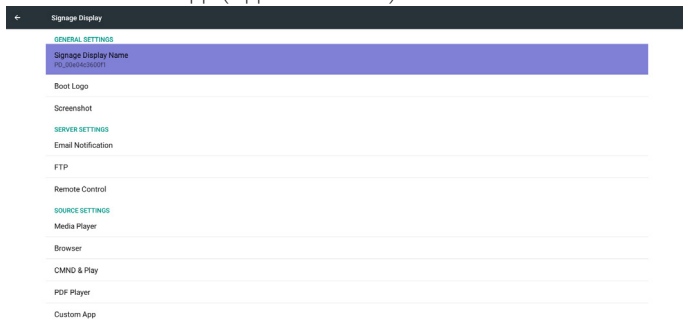 Signage Display
GENERAL SETTINGS
Signage Display Name
PD_00e04c3600f1
Boot Logo
Screenshot
SERVER SETTINGS
Email Notification
FTP
Remote Control
SOURCE SETTINGS
Media Player
Browser
CMND & Play
PDF Player
Custom App